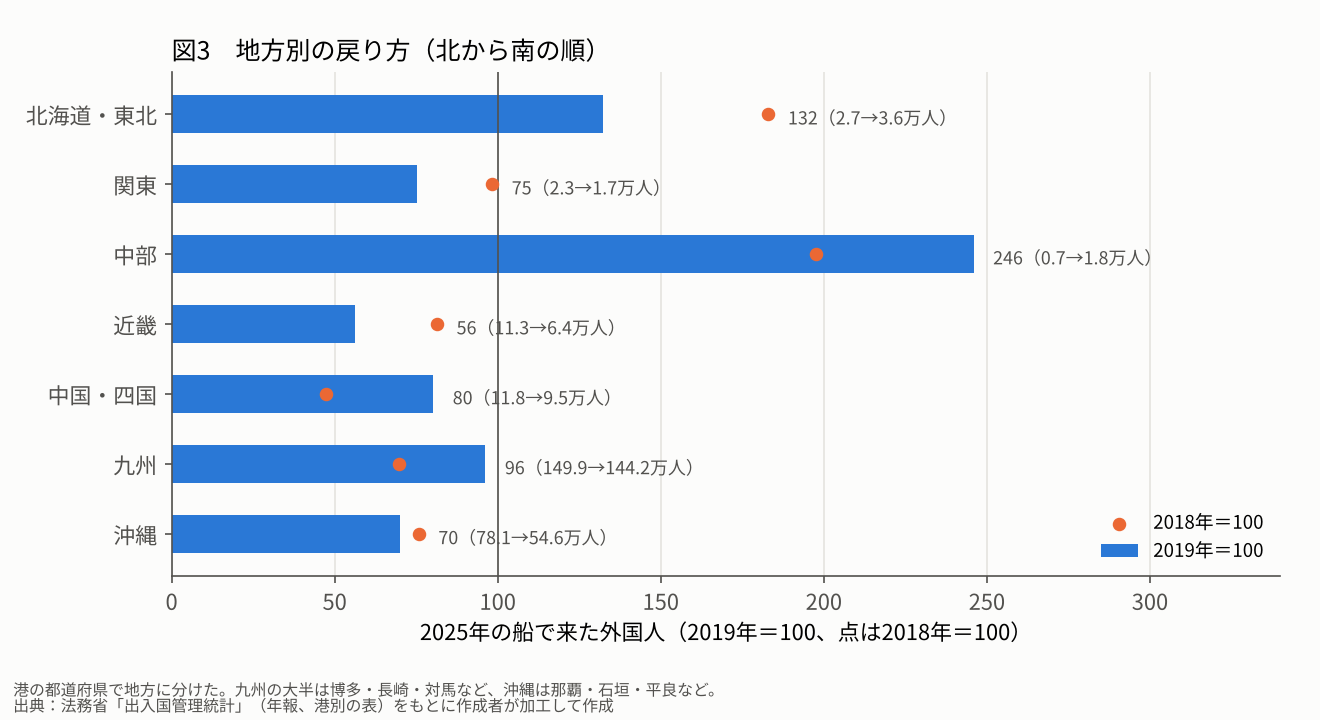 図3　地方別の戻り方（北から南の順）
北海道・東北
132（2.7→3.6万人）
関東
75（2.3→1.7万人）
中部
246（0.7→1.8万人）
近畿
56（11.3→6.4万人）
中国・四国
80（11.8→9.5万人）
九州
96（149.9→144.2万人）
沖縄
70（78.1→54.6万人）
2018年＝100
2019年＝100
0 50 100 150 200 250 300
2025年の船で来た外国人（2019年＝100、点は2018年＝100）
港の都道府県で地方に分けた。九州の大半は博多・長崎・対馬など、沖縄は那覇・石垣・平良など。
出典：法務省「出入国管理統計」（年報、港別の表）をもとに作成者が加工して作成